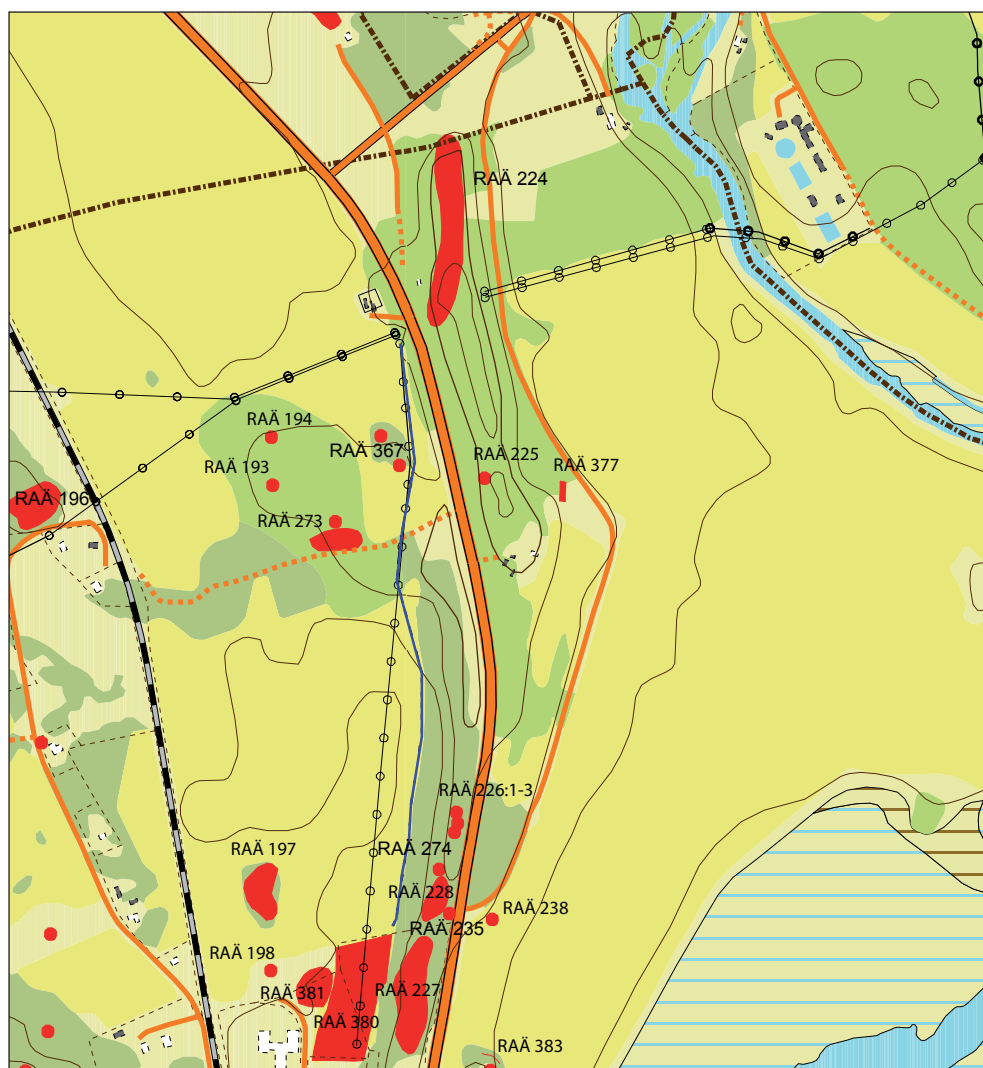 RAÄ 224
RAÄ 194
RAÄ 367
RAÄ 225
RAÄ 193
RAÄ 377
RAÄ 196
RAÄ 273
RAÄ 226:1-3
RAÄ 197
RAÄ 274
RAÄ 228
RAÄ 238
RAÄ 235
RAÄ 198
RAÄ 381
RAÄ 227
RAÄ 380
RAÄ 383